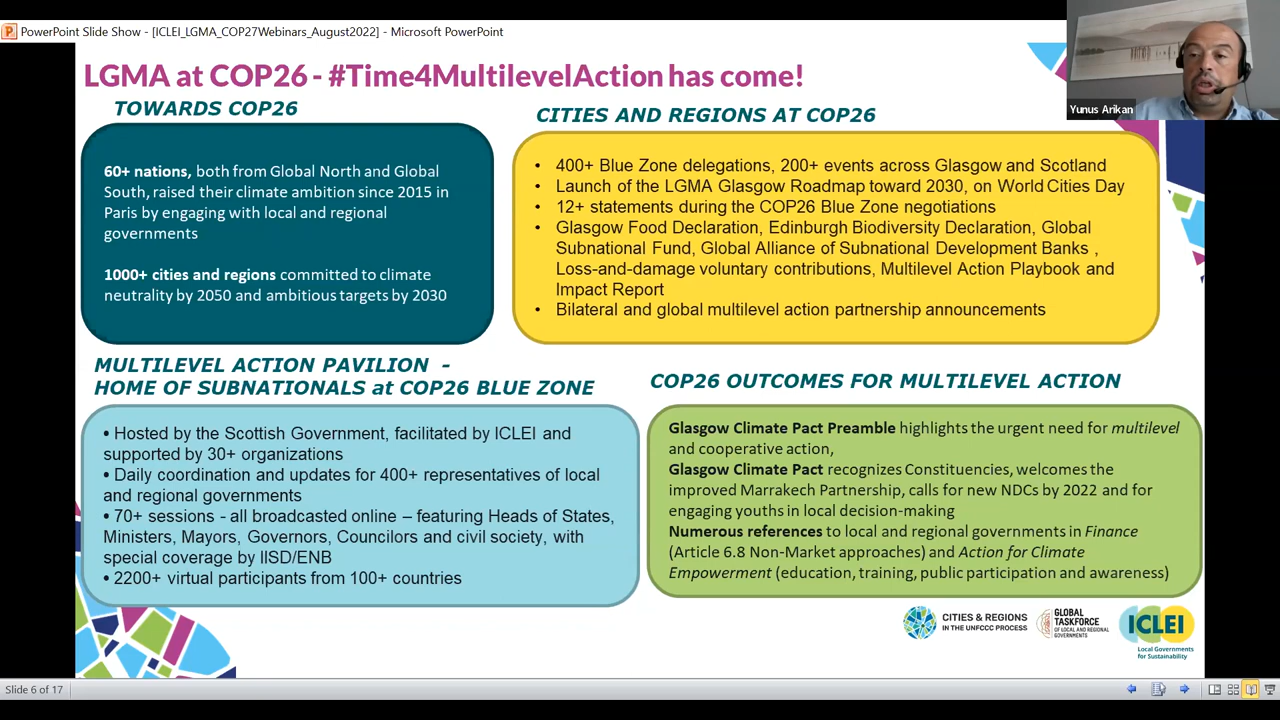 PowerPoint Slide Show - [ICLEI_LGMA_COP27Webinars_August2022] - Microsoft PowerPoint
Yunus Arikan
LGMA at COP26 - #Time4MultilevelAction has come!
TOWARDS COP26
60+ nations, both from Global North and Global
South, raised their climate ambition since 2015 in
Paris by engaging with local and regional
governments
1000+ cities and regions committed to climate
neutrality by 2050 and ambitious targets by 2030
CITIES AND REGIONS AT COP26
• 400+ Blue Zone delegations, 200+ events across Glasgow and Scotland
• Launch of the LGMA Glasgow Roadmap toward 2030, on World Cities Day
• 12+ statements during the COP26 Blue Zone negotiations
• Glasgow Food Declaration, Edinburgh Biodiversity Declaration, Global
Subnational Fund, Global Alliance of Subnational Development Banks ,
Loss-and-damage voluntary contributions, Multilevel Action Playbook and
Impact Report
• Bilateral and global multilevel action partnership announcements
MULTILEVEL ACTION PAVILION -
HOME OF SUBNATIONALS at COP26 BLUE ZONE
• Hosted by the Scottish Government, facilitated by ICLEI and
supported by 30+ organizations
• Daily coordination and updates for 400+ representatives of local
and regional governments
• 70+ sessions - all broadcasted online – featuring Heads of States,
Ministers, Mayors, Governors, Councilors and civil society, with
special coverage by IISD/ENB
• 2200+ virtual participants from 100+ countries
COP26 OUTCOMES FOR MULTILEVEL ACTION
Glasgow Climate Pact Preamble highlights the urgent need for multilevel
and cooperative action,
Glasgow Climate Pact recognizes Constituencies, welcomes the
improved Marrakech Partnership, calls for new NDCs by 2022 and for
engaging youths in local decision-making
Numerous references to local and regional governments in Finance
(Article 6.8 Non-Market approaches) and Action for Climate
Empowerment (education, training, public participation and awareness)
CITIES & REGIONS
IN THE UNFCCC PROCESS
GLOBAL
TASKFORCE
OF LOCAL AND REGIONAL
GOVERNMENTS
ICLEI
Local Governments
for Sustainability
Slide 6 of 17